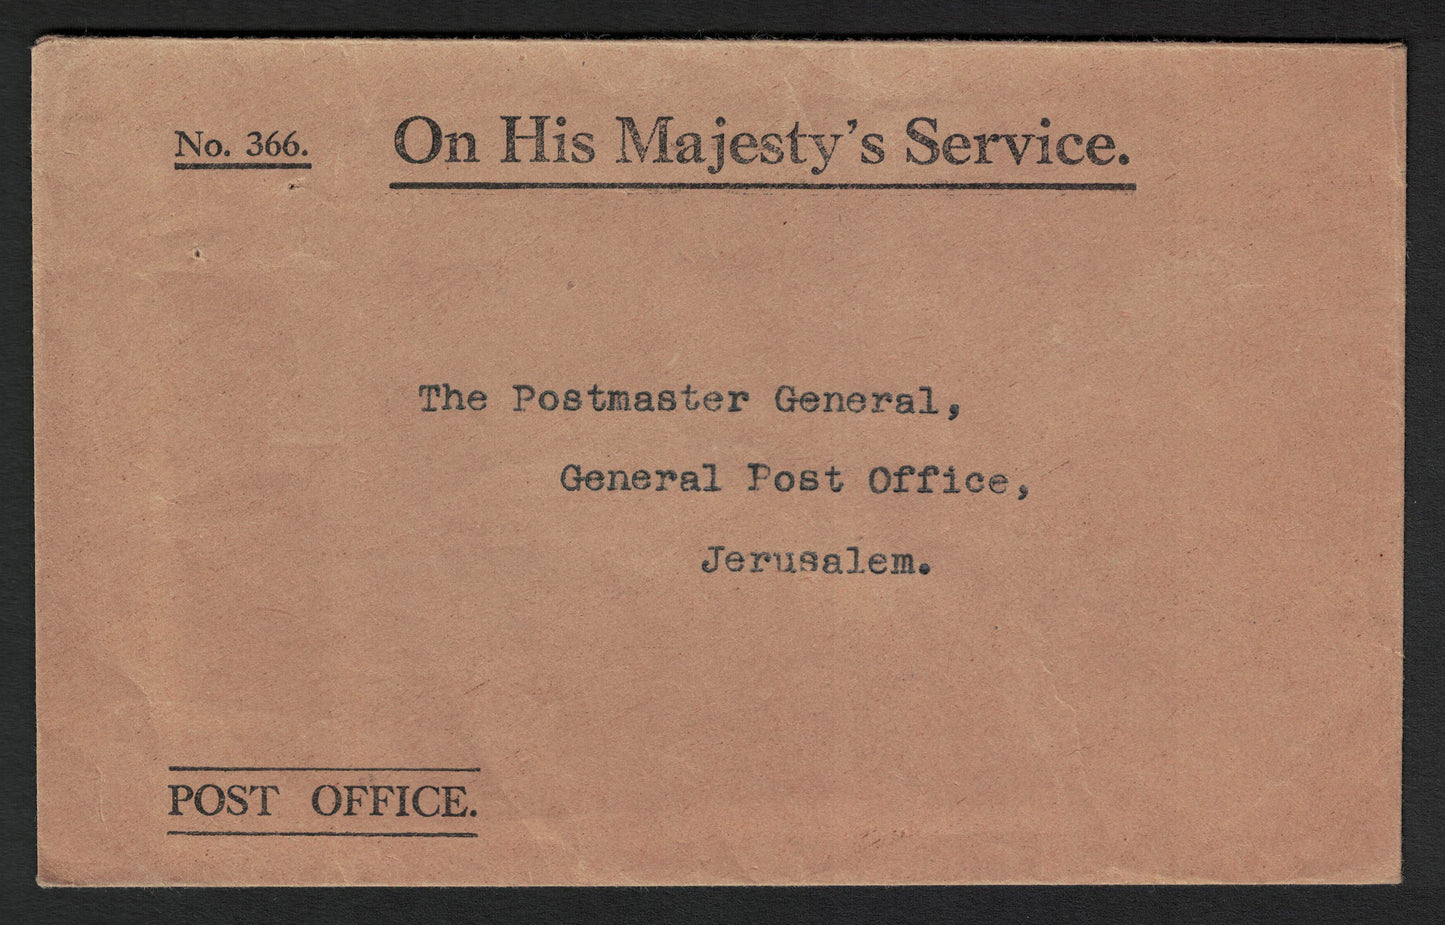 No. 366.
On His Majesty's Service.
The Postmaster General,
General Post Office,
Jerusalem.
POST OFFICE.